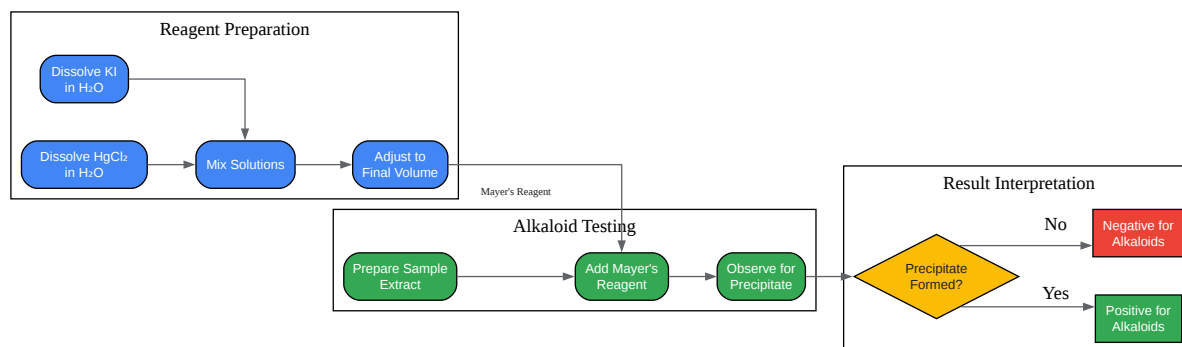 Reagent Preparation
Dissolve KI
in H₂O
Dissolve HgCl₂
in H₂O
Mix Solutions
Adjust to
Final Volume
Mayer's Reagent
Alkaloid Testing
Prepare Sample
Extract
Add Mayer's
Reagent
Observe for
Precipitate
Result Interpretation
Precipitate
Formed?
No
Negative for
Alkaloids
Yes
Positive for
Alkaloids